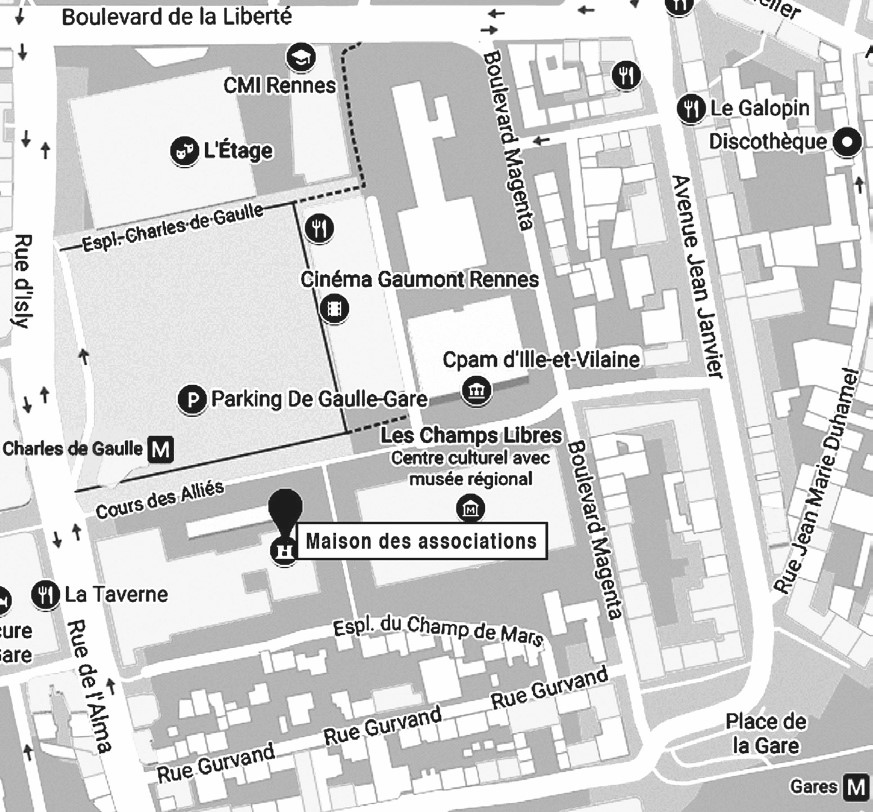 Boulevard de la Liberté
CMI Rennes
Le Galopin
Discothèque
L'Étage
Boulevard Magenta
Espl. Charles de Gaulle
Avenue Jean Janvier
Rue d'Isly
Cinéma Gaumont Rennes
Cpam d'Ille-et-Vilaine
P
Parking De Gaulle-Gare
Rue Jean Marie Duhamel
Charles de Gaulle M
Les Champs Libres
Centre culturel avec
musée régional
M
Cours des Alliés
Boulevard Magenta
H
Maison des associations
La Taverne
cure
Gare
Rue de l'Alma
Espl. du Champ de Mars
Rue Gurvand
Rue Gurvand
Rue Gurvand
Place de
la Gare
Gares M